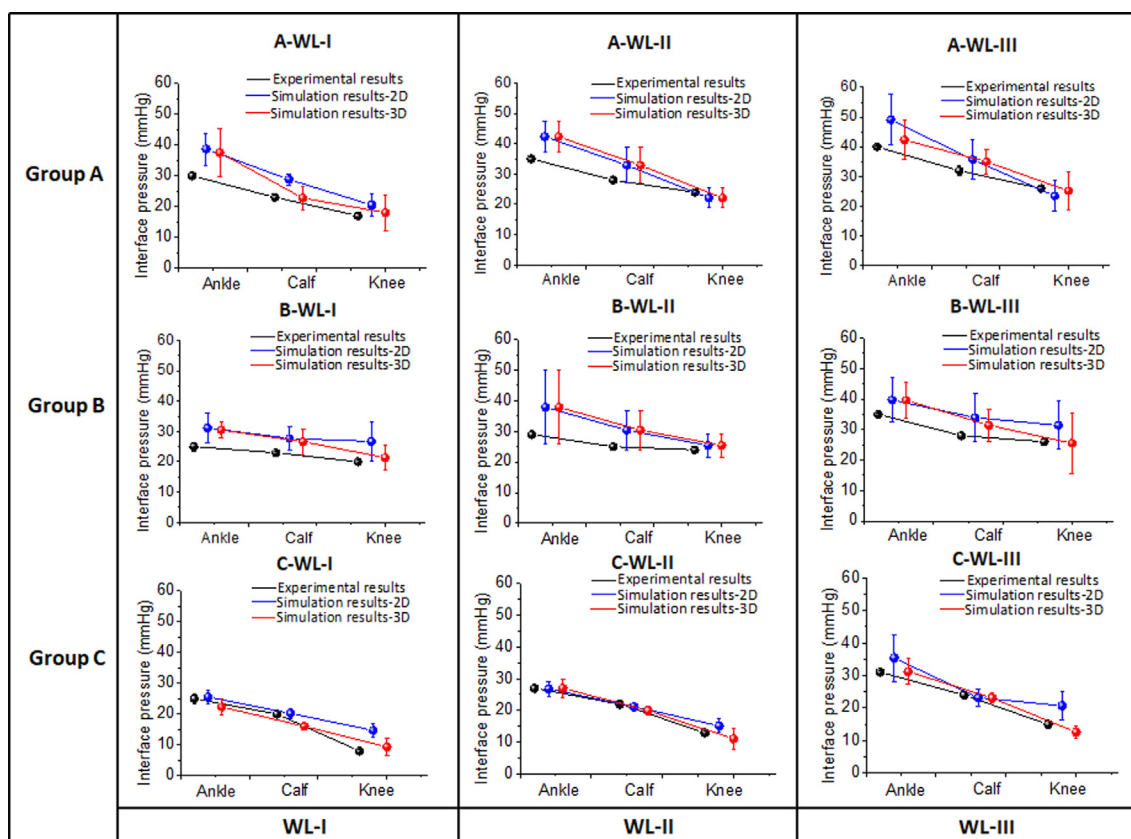 A-WL-I
A-WL-II
A-WL-III
Group A
Interface pressure (mmHg)
60
50
40
30
20
10
0
Experimental results
Simulation results-2D
Simulation results-3D
Ankle Calf Knee
Interface pressure (mmHg)
60
50
40
30
20
10
0
Experimental results
Simulation results-2D
Simulation results-3D
Ankle Calf Knee
Interface pressure (mmHg)
60
50
40
30
20
10
0
Experimental results
Simulation results-2D
Simulation results-3D
Ankle Calf Knee
B-WL-I
B-WL-II
B-WL-III
Group B
Interface pressure (mmHg)
60
50
40
30
20
10
0
Experimental results
Simulation results-2D
Simulation results-3D
Ankle Calf Knee
Interface pressure (mmHg)
60
50
40
30
20
10
0
Experimental results
Simulation results-2D
Simulation results-3D
Ankle Calf Knee
Interface pressure (mmHg)
60
50
40
30
20
10
0
Experimental results
Simulation results-2D
Simulation results-3D
Ankle Calf Knee
C-WL-I
C-WL-II
C-WL-III
Group C
Interface pressure (mmHg)
60
50
40
30
20
10
0
Experimental results
Simulation results-2D
Simulation results-3D
Ankle Calf Knee
Interface pressure (mmHg)
60
50
40
30
20
10
0
Experimental results
Simulation results-2D
Simulation results-3D
Ankle Calf Knee
Interface pressure (mmHg)
60
50
40
30
20
10
0
Experimental results
Simulation results-2D
Simulation results-3D
Ankle Calf Knee
WL-I
WL-II
WL-III